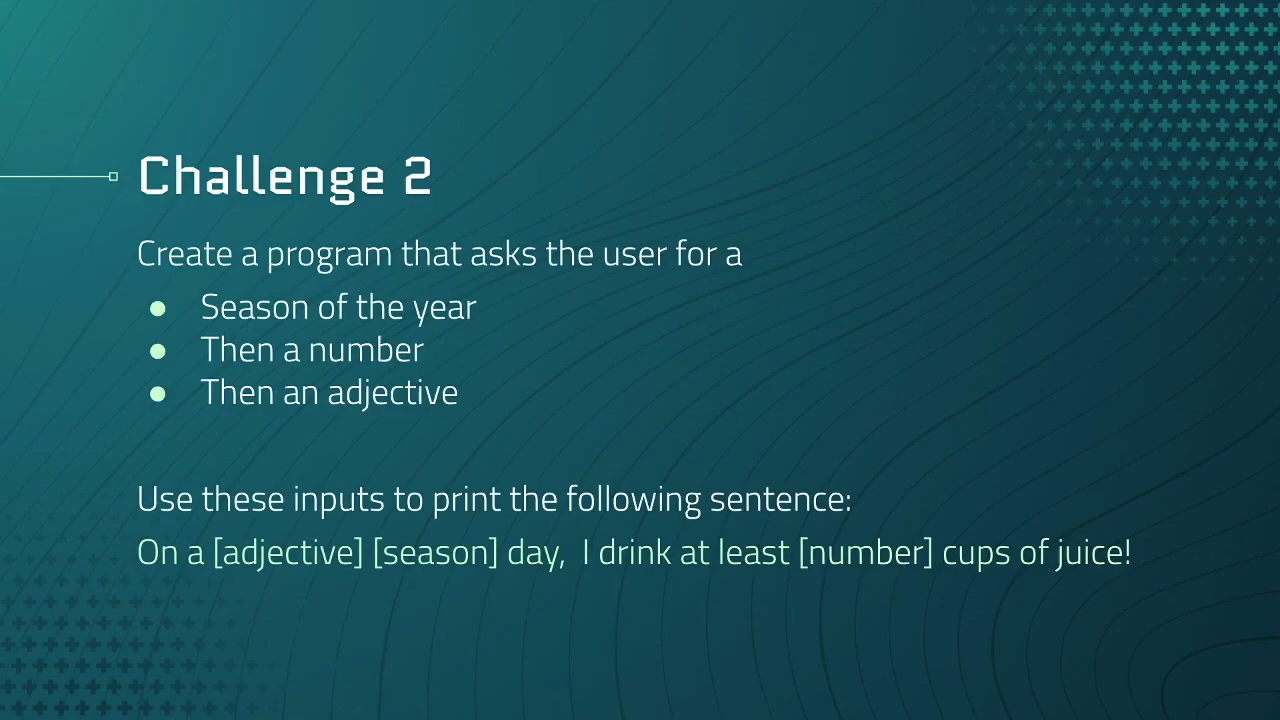 Challenge 2
Create a program that asks the user for a
● Season of the year
● Then a number
● Then an adjective
Use these inputs to print the following sentence:
On a [adjective] [season] day, I drink at least [number] cups of juice!